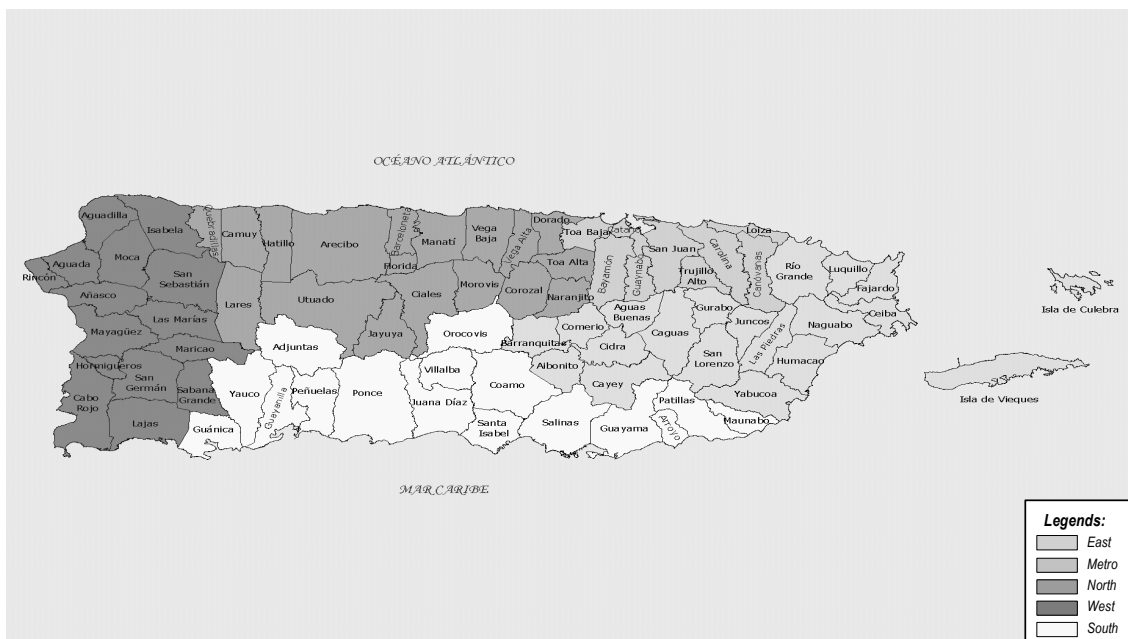 OCÉANO ATLÁNTICO
Aguadilla
Isabela
Quebradillas
Camuy
Hatillo
Arecibo
Barceloneta
Manatí
Vega
Baja
Vega Alta
Dorado
Toa Baja
Cataño
San Juan
Carolina
Loíza
Moca
Aguada
Rincón
San
Sebastián
Florida
Toa Alta
Bayamón
Guaynabo
Trujillo
Alto
Canóvanas
Río
Grande
Luquillo
Fajardo
Ceiba
Isla de Culebra
Añasco
Lares
Utuado
Ciales
Morovis
Corozal
Naranjito
Aguas
Buenas
Gurabo
Las Marías
Mayagüez
Jayuya
Orocovis
Comerio
Caguas
Juncos
Las Piedras
Naguabo
Maricao
Adjuntas
Barranquitas
Cidra
Hormigueros
Villalba
Aibonito
San
Lorenzo
Humacao
San
Germán
Sabana
Grande
Yauco
Guayanilla
Peñuelas
Ponce
Juana Díaz
Coamo
Cayey
Yabucoa
Cabo
Rojo
Patillas
Isla de Vieques
Lajas
Guánica
Santa
Isabel
Salinas
Guayama
Arroyo
Maunabo
MAR CARIBE
Legends:
East
Metro
North
West
South